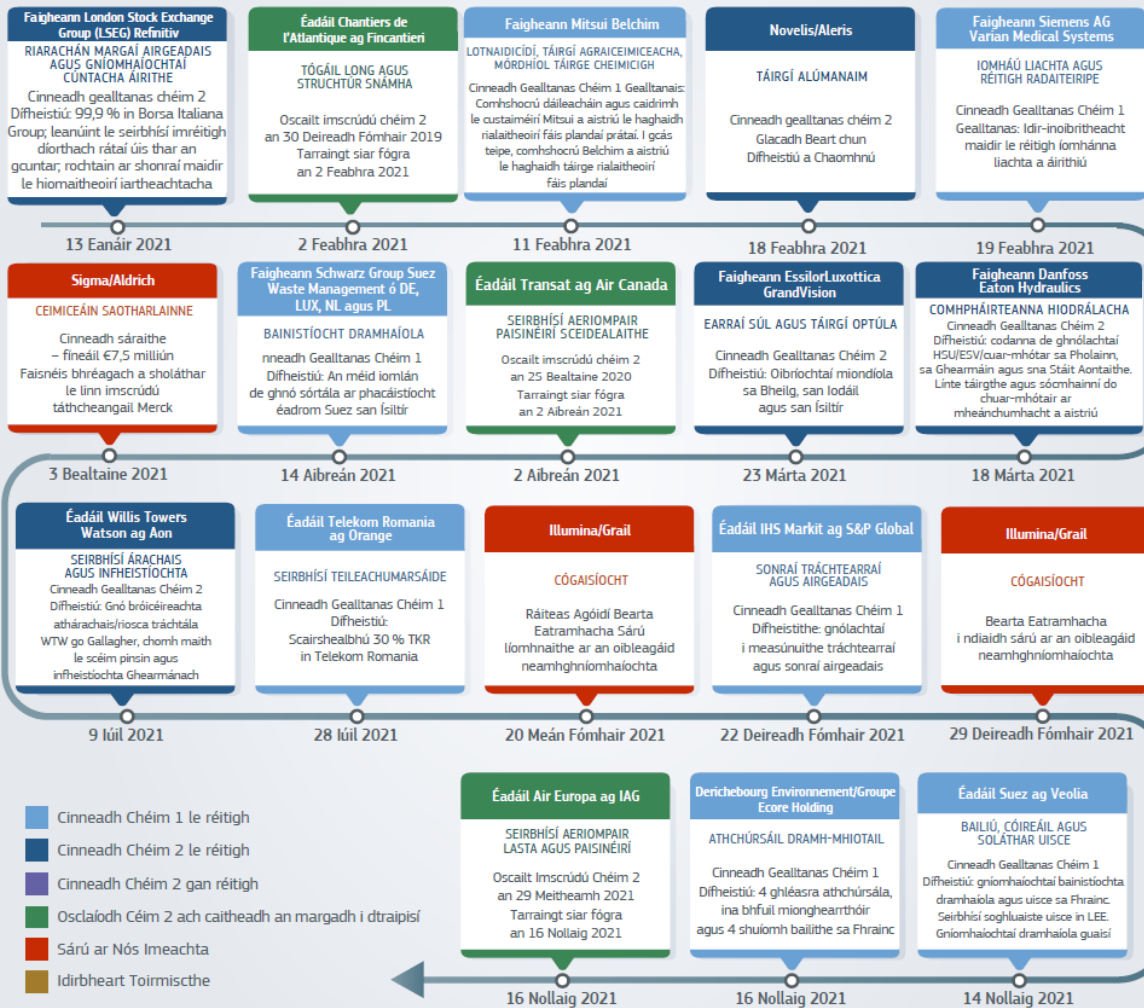 Faigheann London Stock Exchange
Group (LSEG) Refinitiv
RIARACHÁN MARGAÍ AIRGEADAIS
AGUS GNÍOMHAÍOCHTAÍ
CÚNTACHA ÁIRITHE
Cinneadh gealltanas chéim 2
Dífheistiú: 99,9 % in Borsa Italiana
Group; leanúint le seirbhísí imréitigh
díorthach rátaí úis thar an
gcuntar; rochtain ar shonraí maidir
le hiomaitheoirí iartheachtacha
13 Eanáir 2021
Éadáil Chantiers de
l'Atlantique ag Fincantieri
TÓGÁIL LONG AGUS
STRUCHTÚR SNÁMHA
Oscailt imscrúdú chéim 2
an 30 Deireadh Fómhair 2019
Tarraingt siar fógra
an 2 Feabhra 2021
2 Feabhra 2021
Faigheann Mitsui Belchim
LOTNAIDICÍDÍ, TÁIRGÍ AGRAICEIMICEACHA,
MÓRDHÍOL TÁIRGE CHEIMICIGH
Cinneadh Gealltanas Chéim 1 Gealltanais:
Comhshocrú dáileacháin agus caidrimh
le custaiméirí Mitsui a aistriú le haghaidh
rialaitheoirí fáis plandaí prátaí. I gcás
teipe, comhshocrú Belchim a aistriú
le haghaidh táirge rialaitheoirí
fáis plandaí
11 Feabhra 2021
Novelis/Aleris
TÁIRGÍ ALÚMANAIM
Cinneadh gealltanas chéim 2
Glacadh Beart chun
Dífheistiú a Chaomhnú
18 Feabhra 2021
Faigheann Siemens AG
Varian Medical Systems
IOMHÁÚ LIACHTA AGUS
RÉITIGH RADAITEIRIPE
Cinneadh Gealltanas Chéim 1
Gealltanas: Idir-inoibritheacht
maidir le réitigh íomhánna
liachta a áirithiú
19 Feabhra 2021
Sigma/Aldrich
CEIMICEÁIN SAOTHARLAINNE
Cinneadh sáraithe
– fíneáil €7,5 milliún
Faisnéis bhréagach a sholáthar
le linn imscrúdú
táthcheangail Merck
3 Bealtaine 2021
Faigheann Schwarz Group Suez
Waste Management ó DE,
LUX, NL agus PL
BAINISTÍOCHT DRAMHAÍOLA
nneadh Gealltanas Chéim 1
Dífheistiú: An méid iomlán
de ghnó sórtála ar phacáistíocht
éadrom Suez san Ísiltír
14 Aibreán 2021
Éadáil Transat ag Air Canada
SEIRBHÍSÍ AERIOMPAIR
PAISINÉIRÍ SCEIDEALAITHE
Oscailt imscrúdú chéim 2
an 25 Bealtaine 2020
Tarraingt siar fógra
an 2 Aibreán 2021
2 Aibreán 2021
Faigheann EssilorLuxottica
GrandVision
EARRAÍ SÚL AGUS TÁIRGÍ OPTÚLA
Cinneadh Gealltanas Chéim 2
Dífheistiú: Oibríochtaí miondíola
sa Bheilg, san Iodáil
agus san Ísiltír
23 Márta 2021
Faigheann Danfoss
Eaton Hydraulics
COMHPHÁIRTEANNA HIODRÁLACHA
Cinneadh Gealltanas Chéim 2
Dífheistiú: codanna de ghnólachtaí
HSU/ESV/cuar-mhótar sa Pholainn,
sa Ghearmáin agus sna Stáit Aontaithe.
Línte táirgthe agus sócmhainní do
chuar-mhótair ar
mheánchumhacht a aistriú
18 Márta 2021
Éadáil Willis Towers
Watson ag Aon
SEIRBHÍSÍ ÁRACHAIS
AGUS INFHEISTÍOCHTA
Cinneadh Gealltanas Chéim 2
Dífheistiú: Gnó bróicéireachta
athárachais/riosca tráchtála
WTW go Gallagher, chomh maith
le scéim pinsin agus
infheistíochta Ghearmánach
9 Iúil 2021
Éadáil Telekom Romania
ag Orange
SEIRBHÍSÍ TEILEACHUMARSÁIDE
Cinneadh Gealltanas Chéim 1
Dífheistiú:
Scairshealbhú 30 % TKR
in Telekom Romania
28 Iúil 2021
Illumina/Grail
CÓGAISÍOCHT
Ráiteas Agóidí Bearta
Eatramhacha Sárú
líomhnaithe ar an oibleagáid
neamhghníomhaíochta
20 Meán Fómhair 2021
Éadáil IHS Markit ag S&P Global
SONRAÍ TRÁCHTEARRAÍ
AGUS AIRGEADAIS
Cinneadh Gealltanas Chéim 1
Dífheistithe: gnólachtaí
i measúnuithe tráchtearraí
agus sonraí airgeadais
22 Deireadh Fómhair 2021
Illumina/Grail
CÓGAISÍOCHT
Bearta Eatramhacha
i ndiaidh sárú ar an oibleagáid
neamhghníomhaíochta
29 Deireadh Fómhair 2021
Éadáil Air Europa ag IAG
SEIRBHÍSÍ AERIOMPAIR
LASTA AGUS PAISINÉIRÍ
Oscailt Imscrúdú Chéim 2
an 29 Meitheamh 2021
Tarraingt siar fógra
an 16 Nollaig 2021
16 Nollaig 2021
Derichebourg Environnement/Groupe
Ecore Holding
ATHCHÚRSÁIL DRAMH-MHIOTAIL
Cinneadh Gealltanas Chéim 1
Dífheistiú: 4 ghléasra athchúrsála,
ina bhfuil mionghearrthóir
agus 4 shuíomh bailithe sa Fhrainc
16 Nollaig 2021
Éadáil Suez ag Veolia
BAILIÚ, CÓIREÁIL AGUS
SOLÁTHAR UISCE
Cinneadh Gealltanas Chéim 1
Dífheistiú: gníomhaíochtaí bainistíochta
dramhaíola agus uisce sa Fhrainc.
Seirbhísí soghluaiste uisce in LEE.
Gníomhaíochtaí dramhaíola guaisí
14 Nollaig 2021
Cinneadh Chéim 1 le réitigh
Cinneadh Chéim 2 le réitigh
Cinneadh Chéim 2 gan réitigh
Osclaíodh Céim 2 ach caitheadh an margadh i dtraipisí
Sárú ar Nós Imeachta
Idirbheart Toirmiscthe